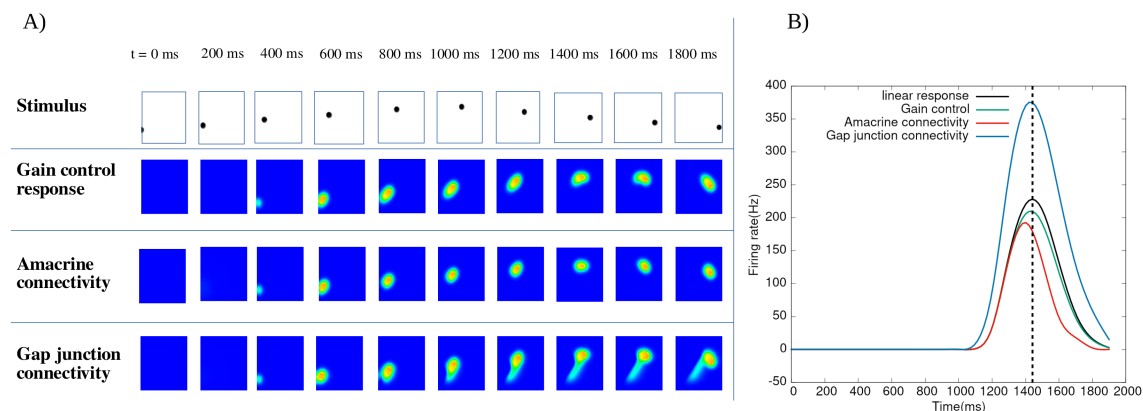 A)
t = 0 ms 200 ms 400 ms 600 ms 800 ms 1000 ms 1200 ms 1400 ms 1600 ms 1800 ms
Stimulus
Gain control
response
Amacrine
connectivity
Gap junction
connectivity
B)
linear response
Gain control
Amacrine connectivity
Gap junction connectivity
400
350
300
250
200
150
100
50
0
-50
Firing rate(Hz)
0 200 400 600 800 1000 1200 1400 1600 1800 2000
Time(ms)